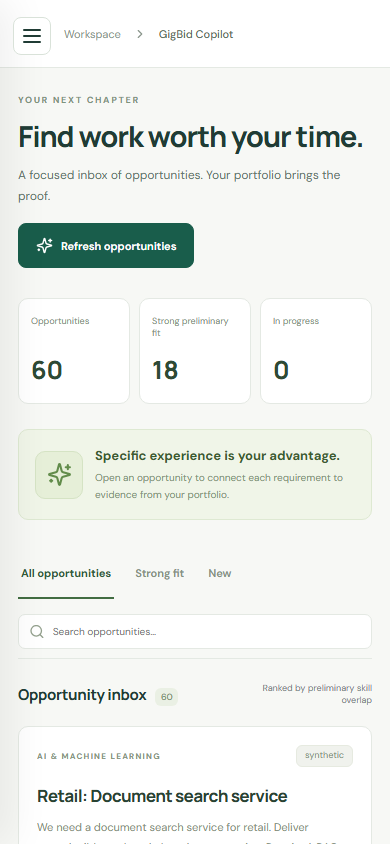 Workspace > GigBid Copilot
YOUR NEXT CHAPTER
Find work worth your time.
A focused inbox of opportunities. Your portfolio brings the
proof.
Refresh opportunities
Opportunities
60
Strong preliminary
fit
18
In progress
0
Specific experience is your advantage.
Open an opportunity to connect each requirement to
evidence from your portfolio.
All opportunities Strong fit New
Search opportunities...
Opportunity inbox 60
Ranked by preliminary skill
overlap
AI & MACHINE LEARNING synthetic
Retail: Document search service
We need a document search service for retail. Deliver